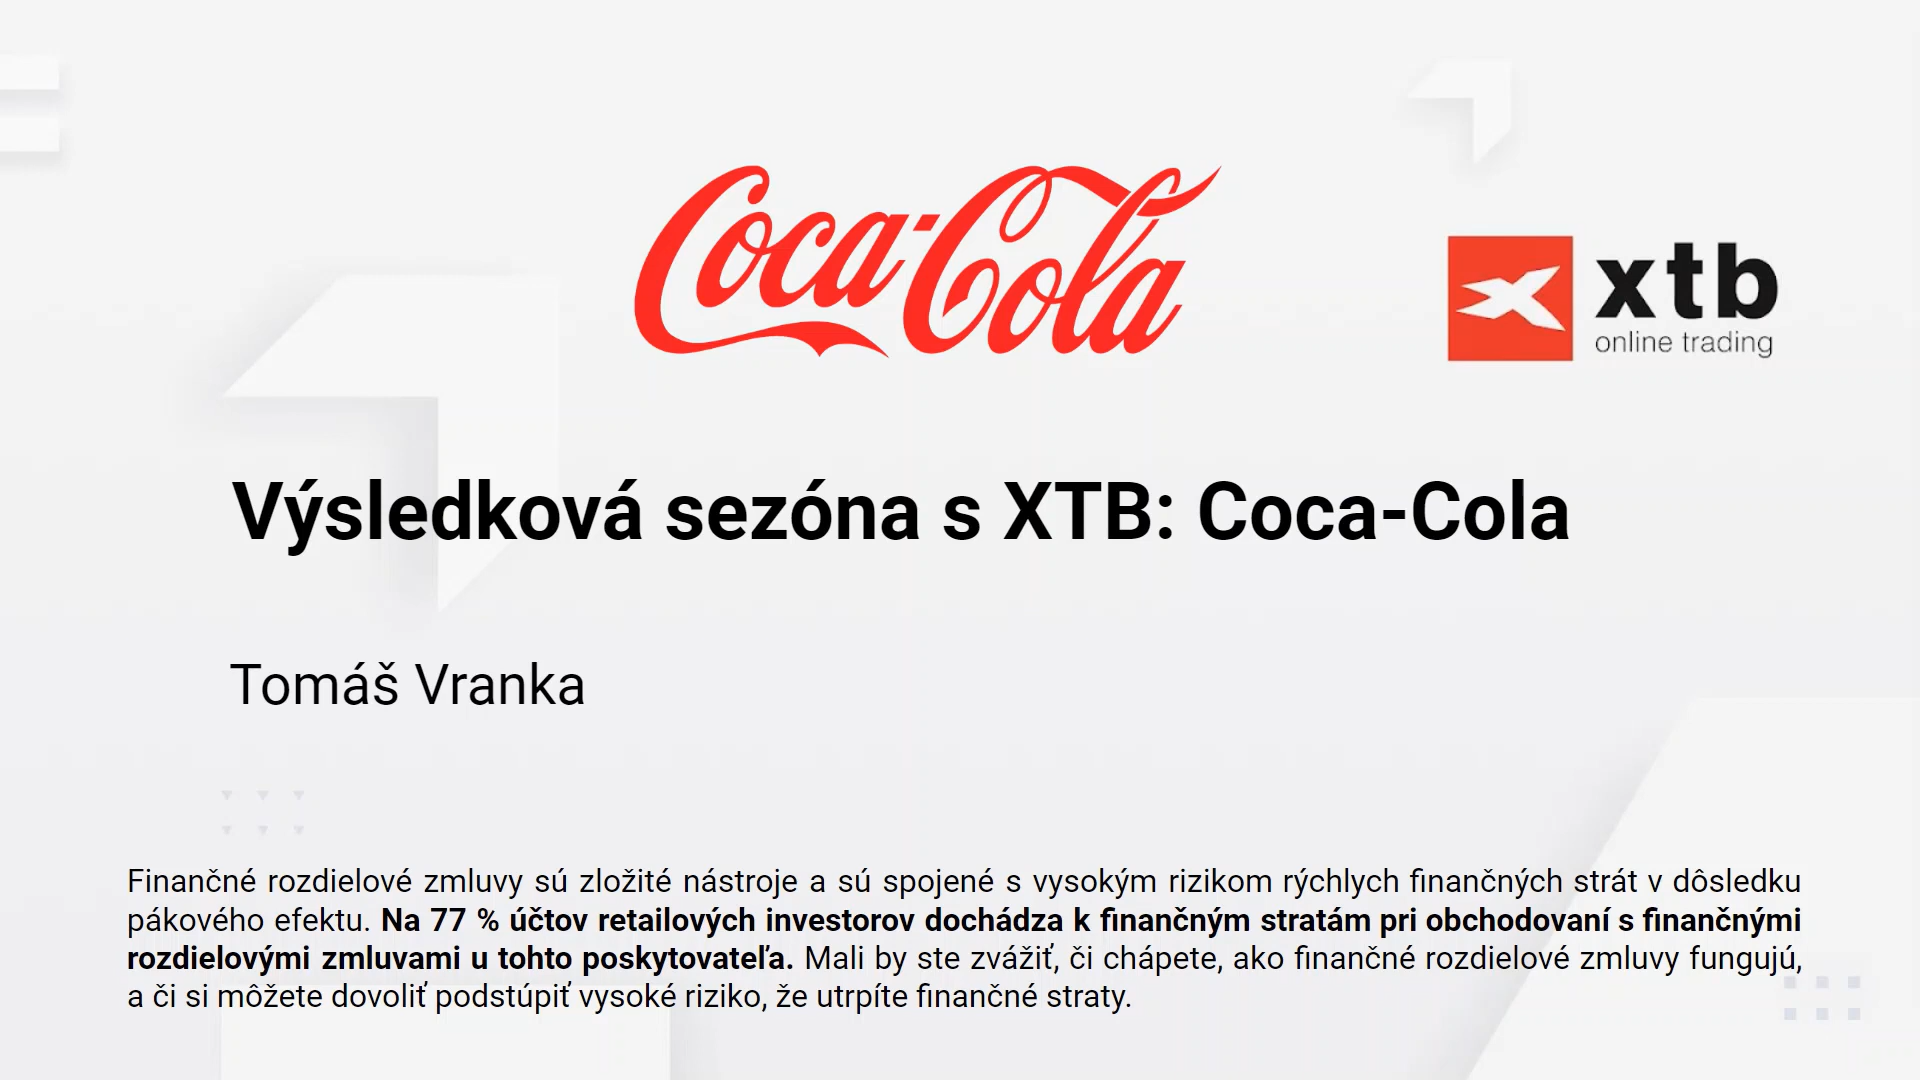 Coca-Cola
xtb
online trading
Výsledková sezóna s XTB: Coca-Cola
Tomáš Vranka
Finančné rozdielové zmluvy sú zložité nástroje a sú spojené s vysokým rizikom rýchlych finančných strát v dôsledku
pákového efektu. Na 77 % účtov retailových investorov dochádza k finančným stratám pri obchodovaní s finančnými
rozdielovými zmluvami u tohto poskytovateľa. Mali by ste zvážiť, či chápete, ako finančné rozdielové zmluvy fungujú,
a či si môžete dovoliť podstúpiť vysoké riziko, že utrpíte finančné straty.